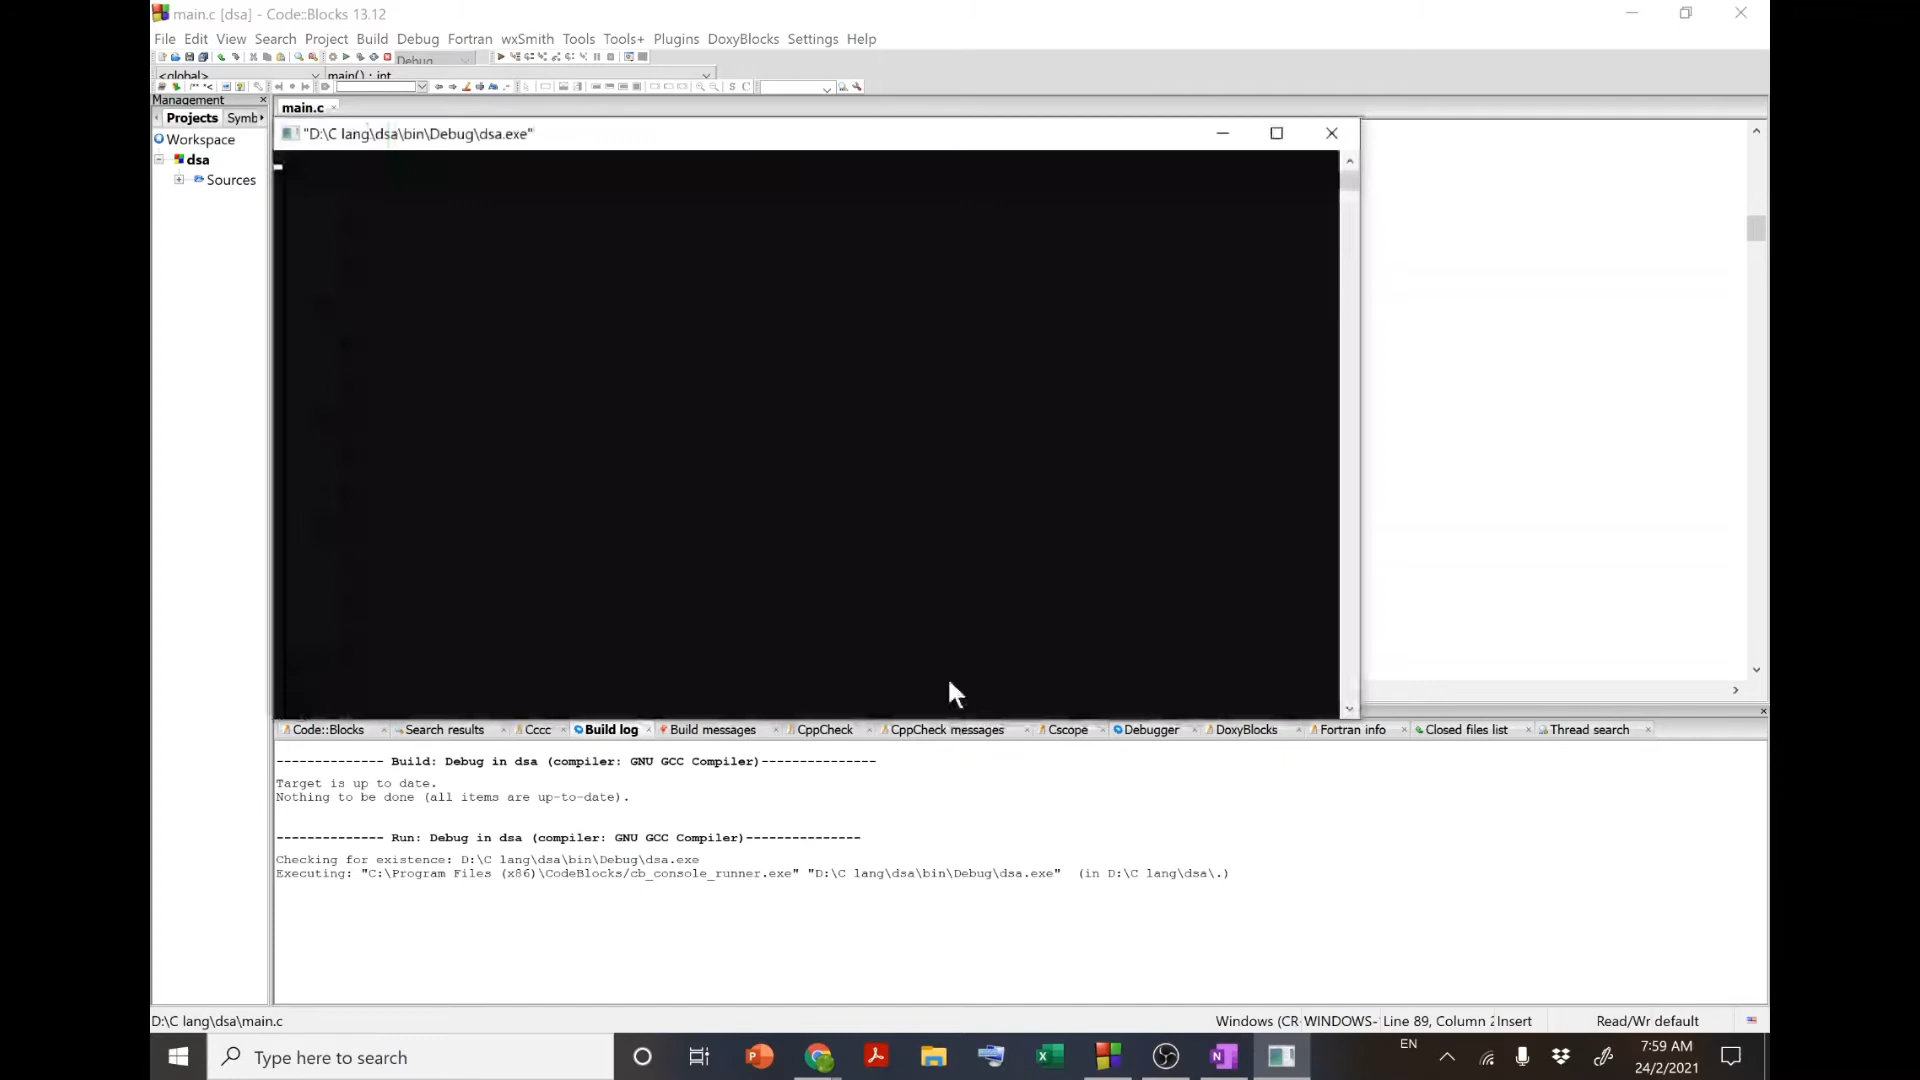 main.c [dsa] - Code::Blocks 13.12
File Edit View Search Project Build Debug Fortran wxSmith Tools Tools+ Plugins DoxyBlocks Settings Help
Debug
<global> main() : int
S C
Management
main.c
Projects Symb
"D:\C lang\dsa\bin\Debug\dsa.exe"
Workspace
dsa
Sources
Code::Blocks Search results Cccc Build log Build messages CppCheck CppCheck messages Cscope Debugger DoxyBlocks Fortran info Closed files list Thread search
-------------- Build: Debug in dsa (compiler: GNU GCC Compiler)---------------
Target is up to date.
Nothing to be done (all items are up-to-date).
-------------- Run: Debug in dsa (compiler: GNU GCC Compiler)---------------
Checking for existence: D:\C lang\dsa\bin\Debug\dsa.exe
Executing: "C:\Program Files (x86)\CodeBlocks/cb_console_runner.exe" "D:\C lang\dsa\bin\Debug\dsa.exe"  (in D:\C lang\dsa\.)
D:\C lang\dsa\main.c Windows (CR WINDOWS- Line 89, Column 2 Insert Read/Wr default
Type here to search
EN
7:59 AM
24/2/2021